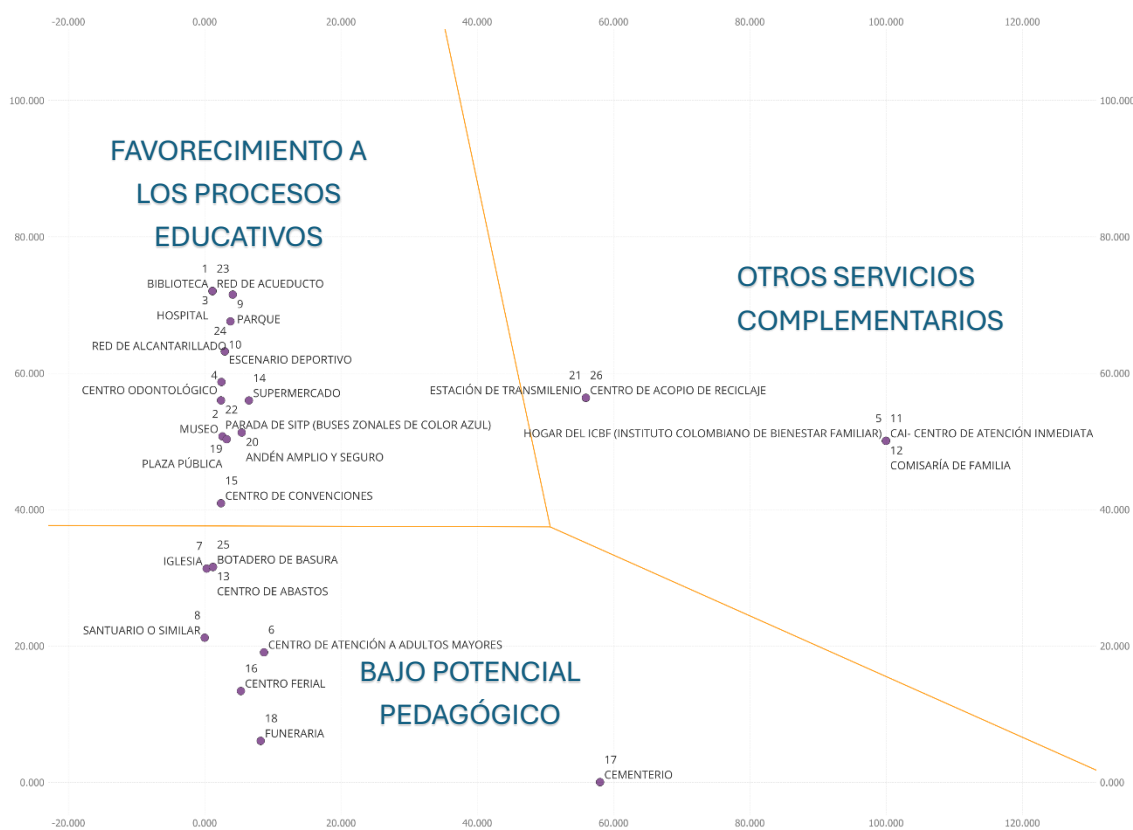 -20.000 0.000 20.000 40.000 60.000 80.000 100.000 120.000
100.000 100.000
FAVORECIMIENTO A
LOS PROCESOS
EDUCATIVOS
80.000 80.000
OTROS SERVICIOS
COMPLEMENTARIOS
1 23
BIBLIOTECA RED DE ACUEDUCTO
3 9
HOSPITAL PARQUE
24 10
RED DE ALCANTARILLADO
ESCENARIO DEPORTIVO
60.000 60.000
4 14
CENTRO ODONTOLÓGICO SUPERMERCADO
21 26
ESTACIÓN DE TRANSMILENIO CENTRO DE ACOPIO DE RECICLAJE
2 22
MUSEO PARADA DE SITP (BUSES ZONALES DE COLOR AZUL)
5 11
HOGAR DEL ICBF (INSTITUTO COLOMBIANO DE BIENESTAR FAMILIAR) CAI- CENTRO DE ATENCIÓN INMEDIATA
19 20
PLAZA PÚBLICA ANDÉN AMPLIO Y SEGURO
12
COMISARÍA DE FAMILIA
15
CENTRO DE CONVENCIONES
40.000 40.000
7 25
IGLESIA BOTADERO DE BASURA
13
CENTRO DE ABASTOS
8
SANTUARIO O SIMILAR
20.000 20.000
6
CENTRO DE ATENCIÓN A ADULTOS MAYORES
16
CENTRO FERIAL
BAJO POTENCIAL
PEDAGÓGICO
18
FUNERARIA
17
CEMENTERIO
0.000 0.000
-20.000 0.000 20.000 40.000 60.000 80.000 100.000 120.000